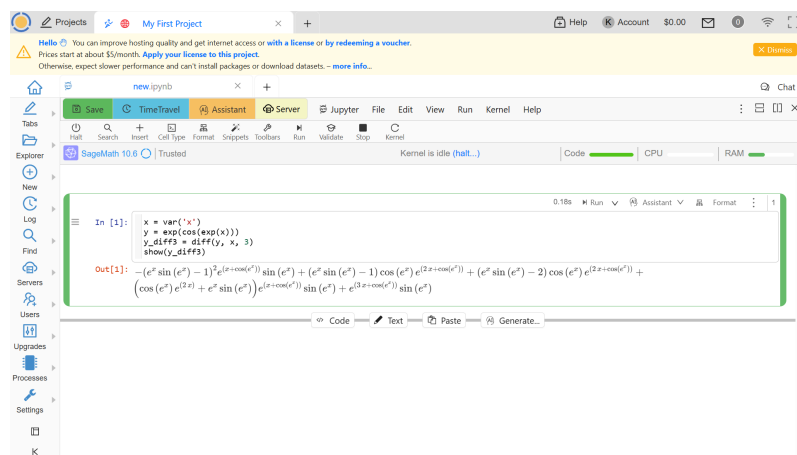 Projects My First Project × + Help K Account $0.00 0
Hello 👋 You can improve hosting quality and get internet access or with a license or by redeeming a voucher.
Prices start at about $5/month. Apply your license to this project.
Otherwise, expect slower performance and can't install packages or download datasets. – more info...
× Dismiss
new.ipynb × + Chat
Save TimeTravel Assistant Server Jupyter File Edit View Run Kernel Help
Halt Search Insert Cell Type Format Snippets Toolbars Run Validate Stop Kernel
SageMath 10.6 Trusted Kernel is idle (halt...) Code CPU RAM
Tabs
Explorer
New
Log
Find
Servers
Users
Upgrades
Processes
Settings
0.18s Run Assistant Format 1
In [1]: x = var('x')
y = exp(cos(exp(x)))
y_diff3 = diff(y, x, 3)
show(y_diff3)
Out[1]: −(e^x sin (e^x) − 1)^2 e^(x+cos(e^x)) sin (e^x) + (e^x sin (e^x) − 1) cos (e^x) e^(2 x+cos(e^x)) + (e^x sin (e^x) − 2) cos (e^x) e^(2 x+cos(e^x)) +
(cos (e^x) e^(2 x) + e^x sin (e^x)) e^(x+cos(e^x)) sin (e^x) + e^(3 x+cos(e^x)) sin (e^x)
Code Text Paste Generate...